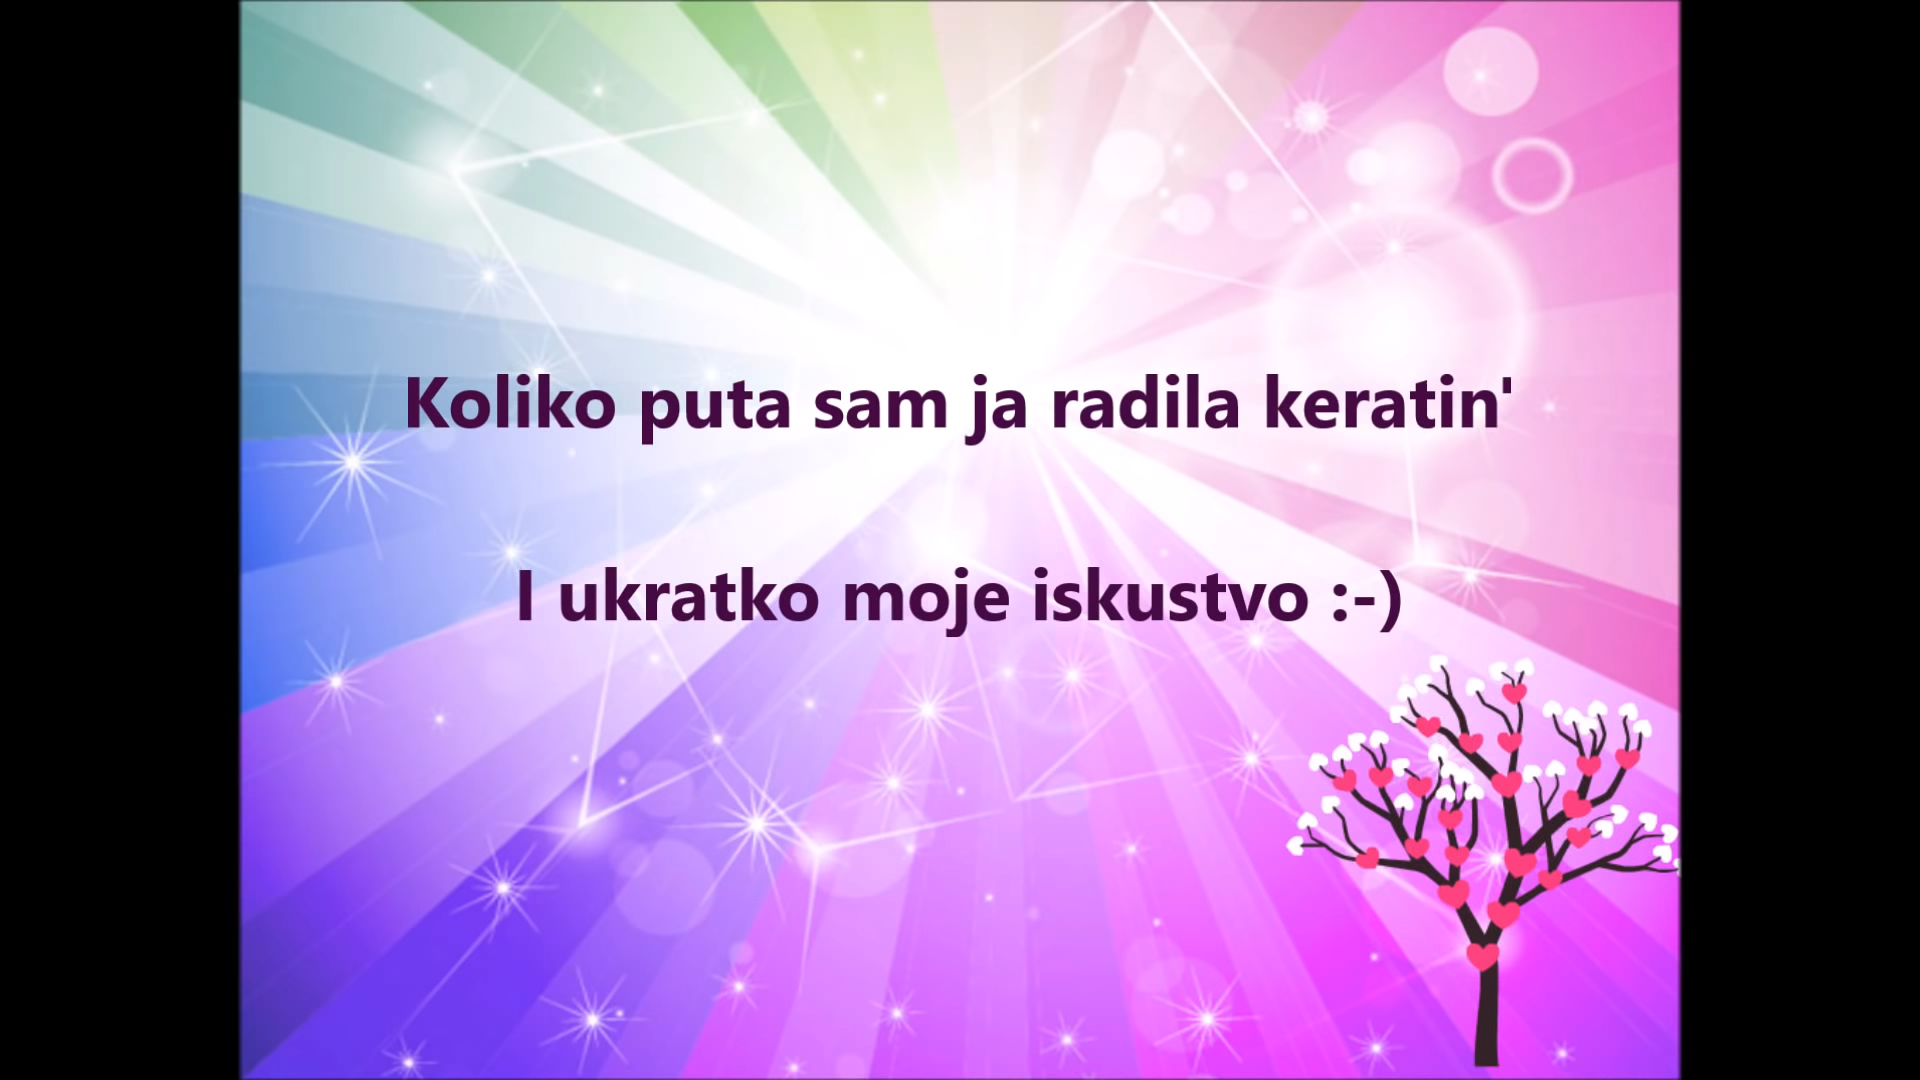 Koliko puta sam ja radila keratin'
I ukratko moje iskustvo :-)